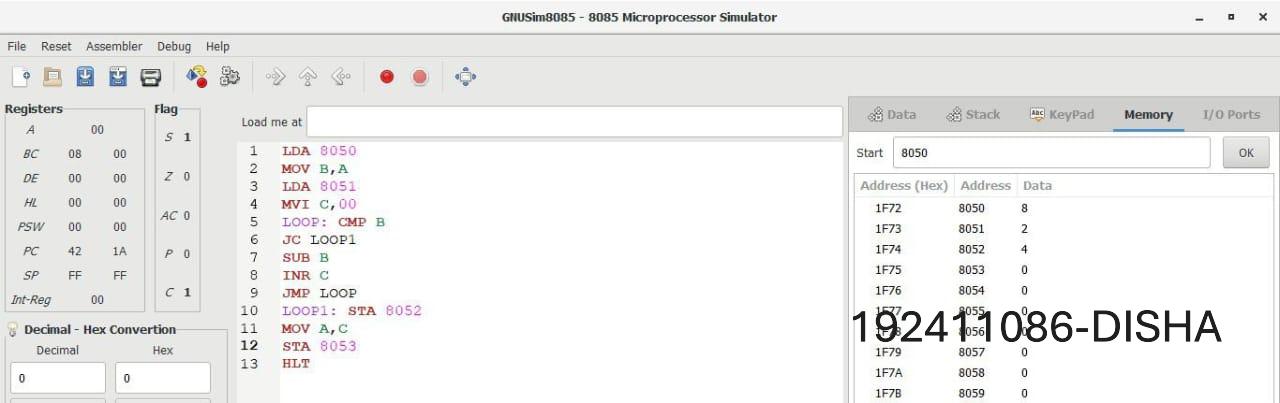 GNUSim8085 - 8085 Microprocessor Simulator
File Reset Assembler Debug Help
Registers
A 00
BC 08 00
DE 00 00
HL 00 00
PSW 00 00
PC 42 1A
SP FF FF
Int-Reg 00
Flag
S 1
Z 0
AC 0
P 0
C 1
Decimal - Hex Convertion
Decimal Hex
0 0
Load me at
1 LDA 8050
2 MOV B,A
3 LDA 8051
4 MVI C,00
5 LOOP: CMP B
6 JC LOOP1
7 SUB B
8 INR C
9 JMP LOOP
10 LOOP1: STA 8052
11 MOV A,C
12 STA 8053
13 HLT
Data Stack KeyPad Memory I/O Ports
Start 8050 OK
Address (Hex) Address Data
1F72 8050 8
1F73 8051 2
1F74 8052 4
1F75 8053 0
1F76 8054 0
1F77 8055 0
1F78 8056 0
192411086-DISHA
1F79 8057 0
1F7A 8058 0
1F7B 8059 0